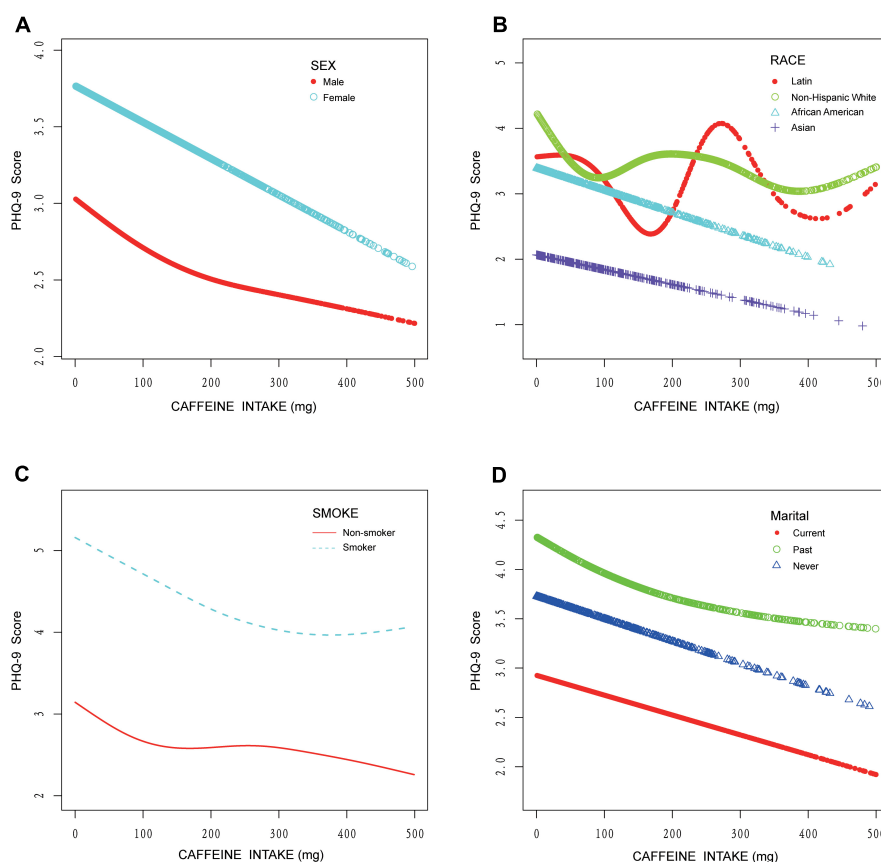 A
SEX
Male
Female
PHQ-9 Score
4.0
3.5
3.0
2.5
2.0
0 100 200 300 400 500
CAFFEINE INTAKE (mg)
B
RACE
Latin
Non-Hispanic White
African American
Asian
PHQ-9 Score
5
4
3
2
1
0 100 200 300 400 500
CAFFEINE INTAKE (mg)
C
SMOKE
Non-smoker
Smoker
PHQ-9 Score
5
4
3
2
0 100 200 300 400 500
CAFFEINE INTAKE (mg)
D
Marital
Current
Past
Never
PHQ-9 Score
4.5
4.0
3.5
3.0
2.5
2.0
0 100 200 300 400 500
CAFFEINE INTAKE (mg)